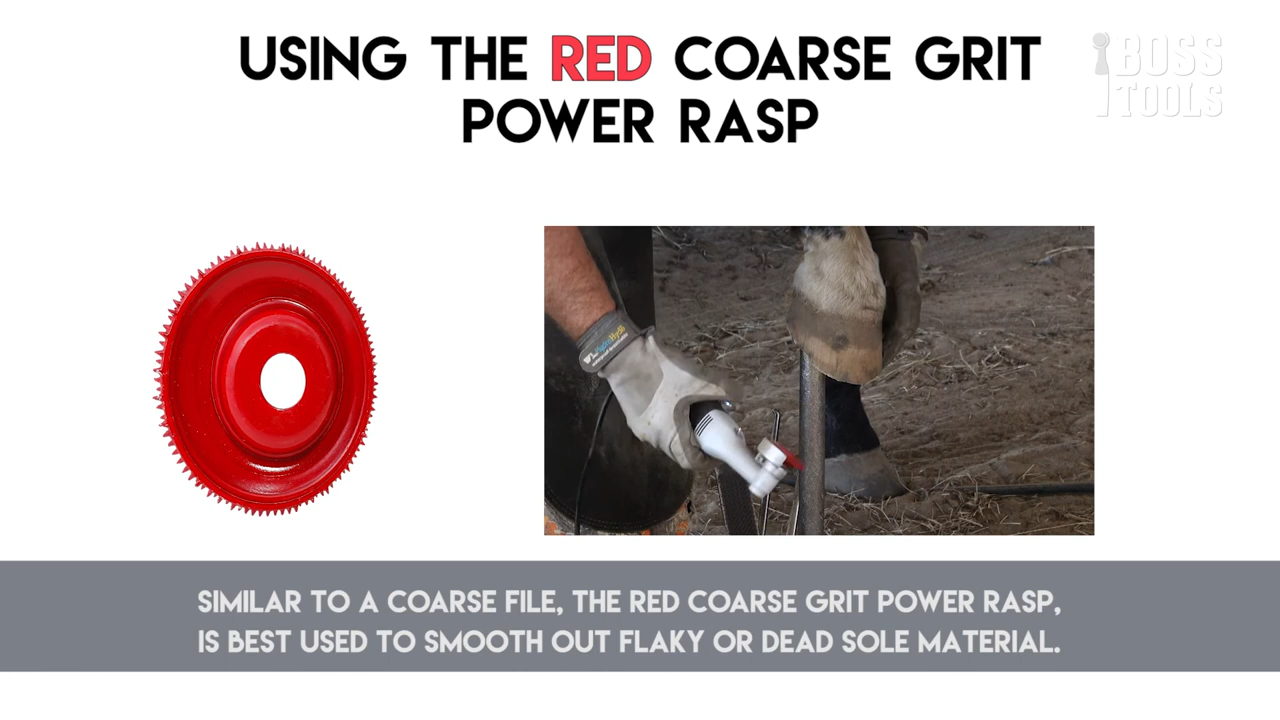 USING THE RED COARSE GRIT
POWER RASP
BOSS
TOOLS
SIMILAR TO A COARSE FILE, THE RED COARSE GRIT POWER RASP,
IS BEST USED TO SMOOTH OUT FLAKY OR DEAD SOLE MATERIAL.